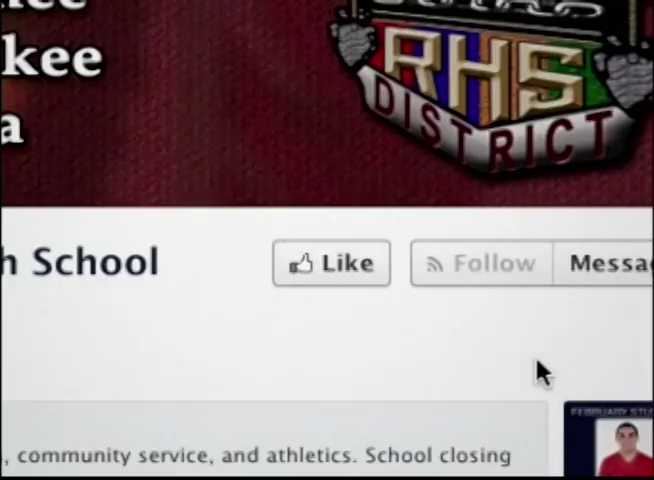 kee
a
RHS
DISTRICT
h School
Like
Follow
Messa
, community service, and athletics. School closing